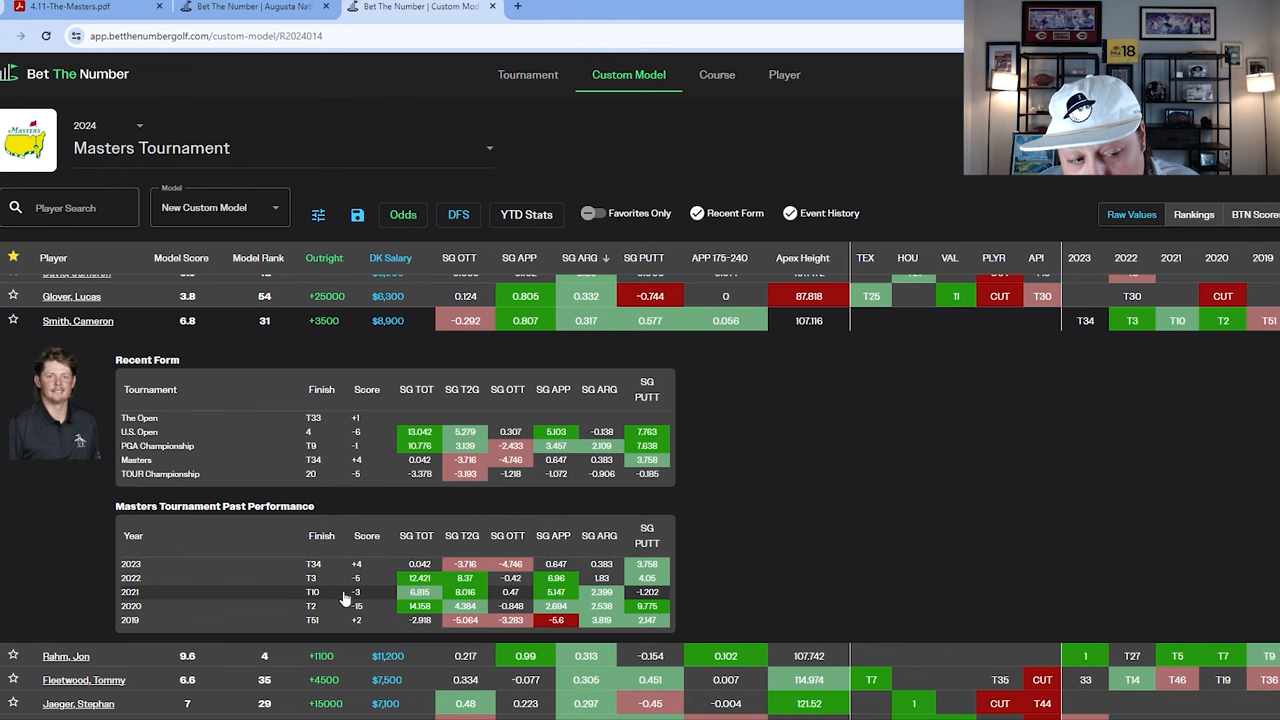 4.11-The-Masters.pdf × Bet The Number | Augusta Nati × Bet The Number | Custom Mod × +
app.betthenumbergolf.com/custom-model/R2024014
Bet The Number Tournament Custom Model Course Player
18
MASTERS
2024
Masters Tournament
Player Search Model New Custom Model Odds DFS YTD Stats Favorites Only Recent Form Event History Raw Values Rankings BTN Score
Player Model Score Model Rank Outright DK Salary SG OTT SG APP SG ARG SG PUTT APP 175-240 Apex Height TEX HOU VAL PLYR API 2023 2022 2021 2020 2019
Glover, Lucas 3.8 54 +25000 $6,300 0.124 0.805 0.332 -0.744 0 87.818 T25 11 CUT T30 T30 CUT
Smith, Cameron 6.8 31 +3500 $8,900 -0.292 0.807 0.317 0.577 0.056 107.116 T34 T3 T10 T2 T51
Recent Form
Tournament Finish Score SG TOT SG T2G SG OTT SG APP SG ARG SG PUTT
The Open T33 +1
U.S. Open 4 -6 13.042 5.279 0.307 5.103 -0.138 7.763
PGA Championship T9 -1 10.776 3.139 -2.433 3.457 2.109 7.638
Masters T34 +4 0.042 -3.716 -4.746 0.647 0.383 3.758
TOUR Championship 20 -5 -3.378 -3.193 -1.218 -1.072 -0.906 -0.185
Masters Tournament Past Performance
Year Finish Score SG TOT SG T2G SG OTT SG APP SG ARG SG PUTT
2023 T34 +4 0.042 -3.716 -4.746 0.647 0.383 3.758
2022 T3 -5 12.421 8.37 -0.42 6.96 1.83 4.05
2021 T10 -3 6.815 8.016 0.47 5.147 2.399 -1.202
2020 T2 -15 14.158 4.384 -0.848 2.694 2.538 9.775
2019 T51 +2 -2.918 -5.064 -3.283 -5.6 3.819 2.147
Rahm, Jon 9.6 4 +1100 $11,200 0.217 0.99 0.313 -0.154 0.102 107.742 1 T27 T5 T7 T9
Fleetwood, Tommy 6.6 35 +4500 $7,500 0.334 -0.077 0.305 0.451 0.007 114.974 T7 T35 CUT 33 T14 T46 T19 T36
Jaeger, Stephan 7 29 +15000 $7,100 0.48 0.223 0.297 -0.45 -0.004 121.52 1 CUT T44